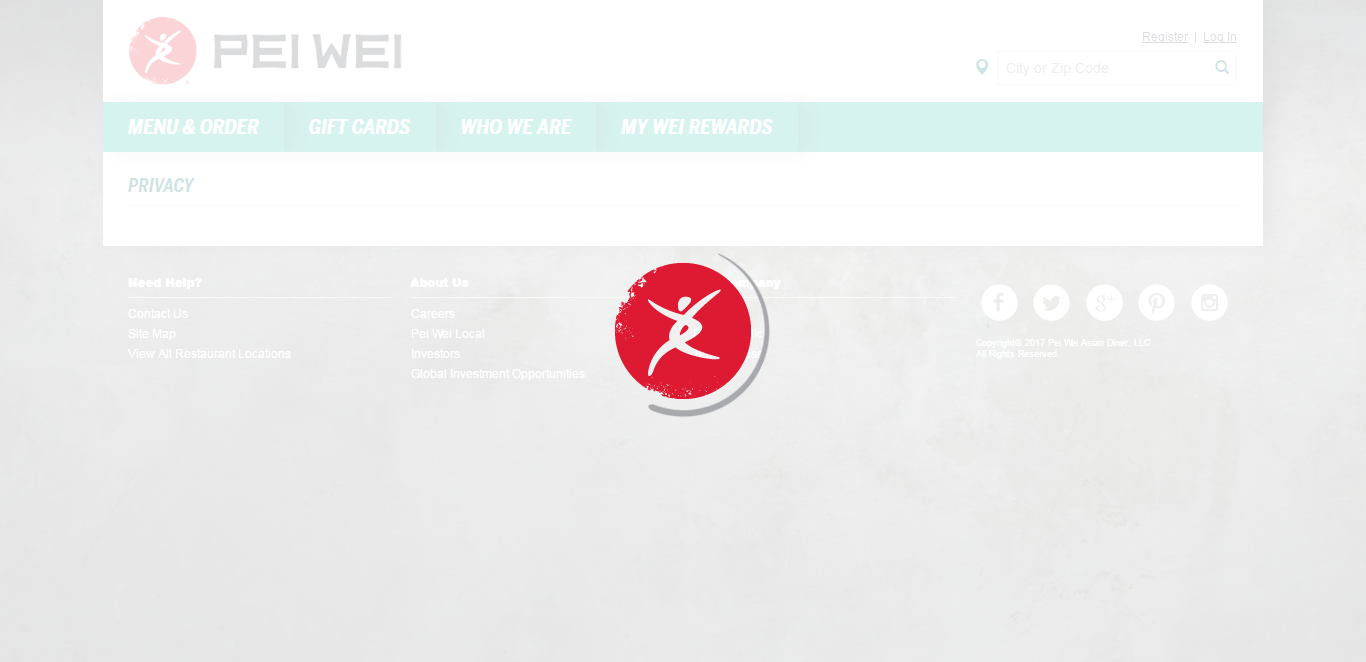 PEI WEI
Register | Log In
City or Zip Code
MENU & ORDER
GIFT CARDS
WHO WE ARE
MY WEI REWARDS
PRIVACY
Need Help?
Contact Us
Site Map
View All Restaurant Locations
About Us
Careers
Pei Wei Local
Investors
Global Investment Opportunities
Copyright© 2017 Pei Wei Asian Diner, LLC
All Rights Reserved.